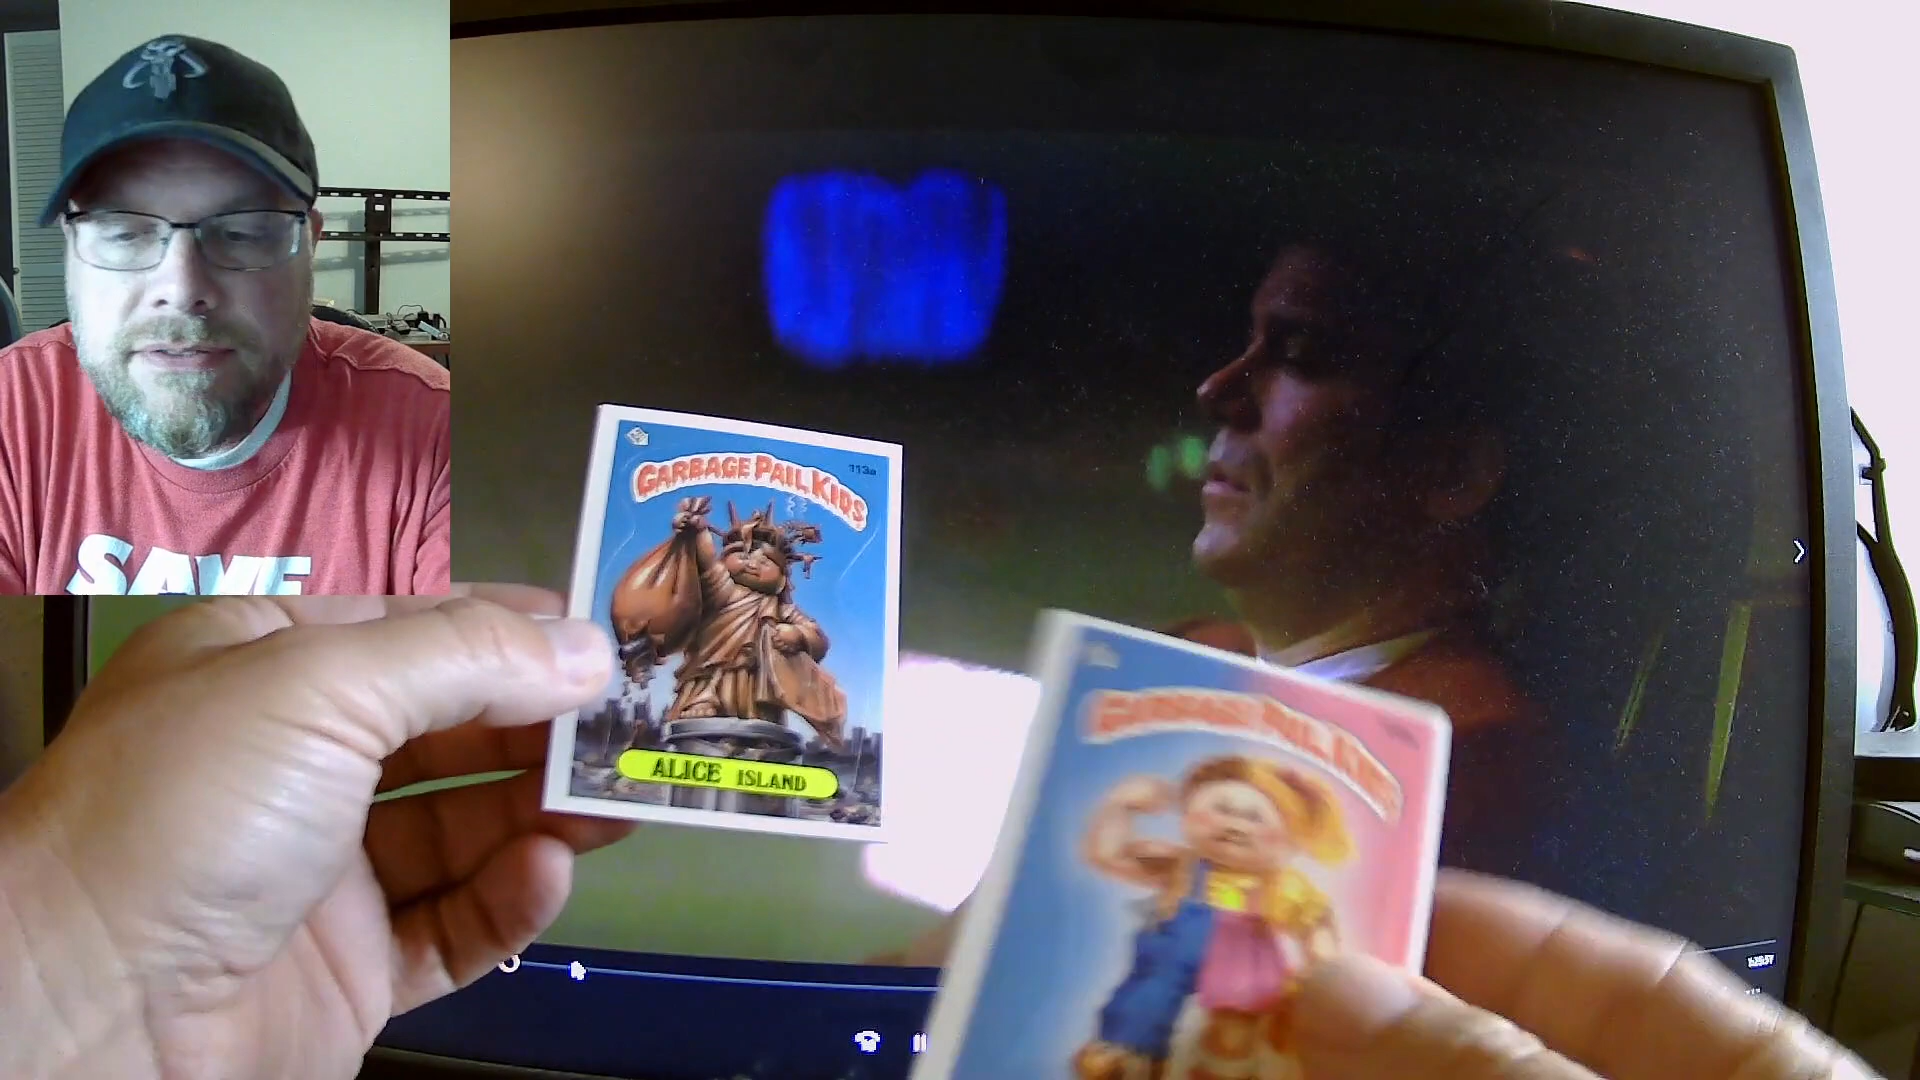 SAVE
GARBAGE PAIL KIDS
113a
ALICE ISLAND
GARBAGE PAIL KIDS